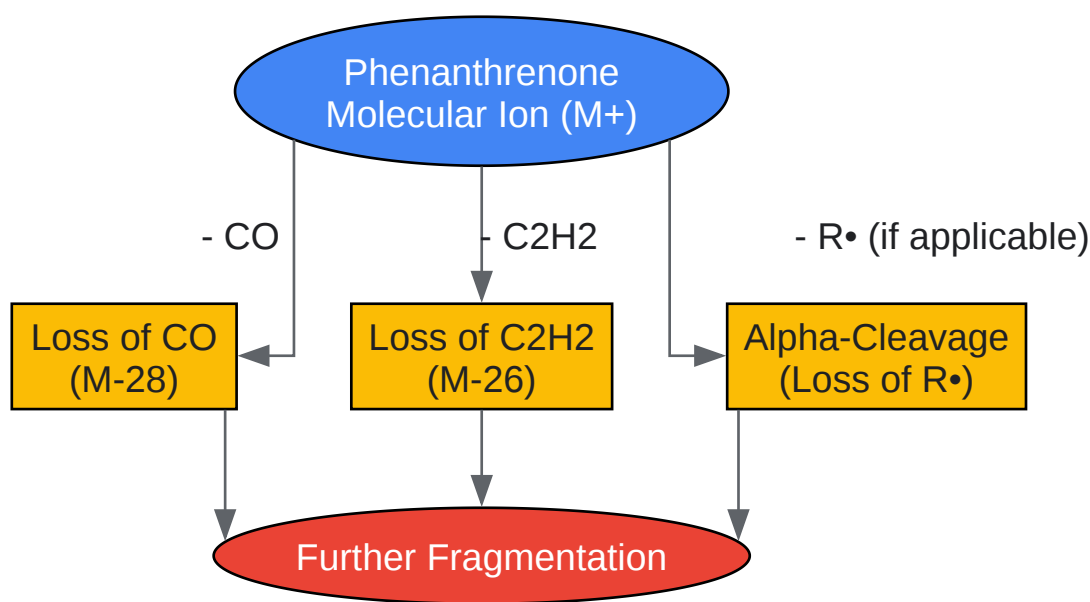 Phenanthrenone
Molecular Ion (M+)
- CO
- C2H2
- R• (if applicable)
Loss of CO
(M-28)
Loss of C2H2
(M-26)
Alpha-Cleavage
(Loss of R•)
Further Fragmentation